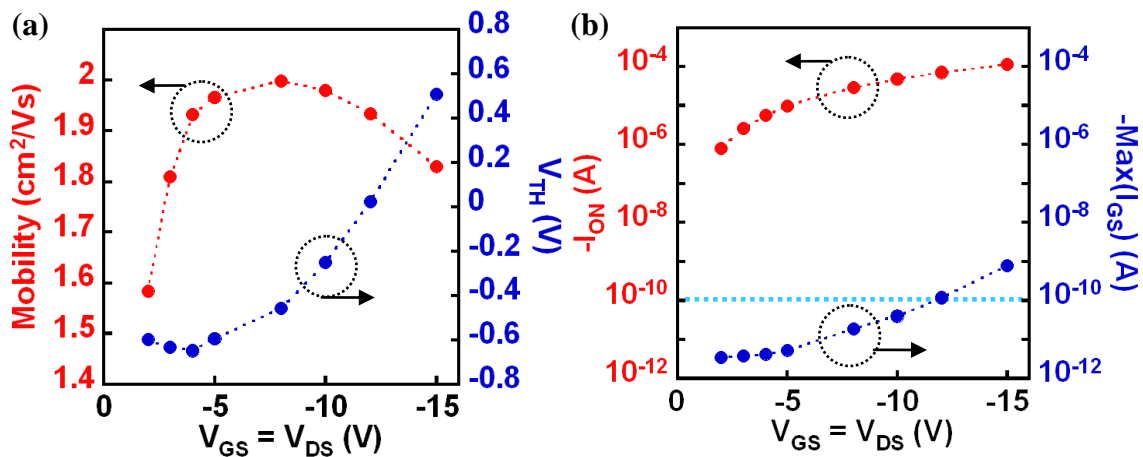 (a)
Mobility (cm²/Vs)
2
1.9
1.8
1.7
1.6
1.5
1.4
0.8
0.6
0.4
0.2
0
-0.2
-0.4
-0.6
-0.8
V_TH (V)
0 -5 -10 -15
V_GS = V_DS (V)
(b)
-I_ON (A)
10⁻⁴
10⁻⁶
10⁻⁸
10⁻¹⁰
10⁻¹²
10⁻⁴
10⁻⁶
10⁻⁸
10⁻¹⁰
10⁻¹²
-Max(I_GS) (A)
0 -5 -10 -15
V_GS = V_DS (V)